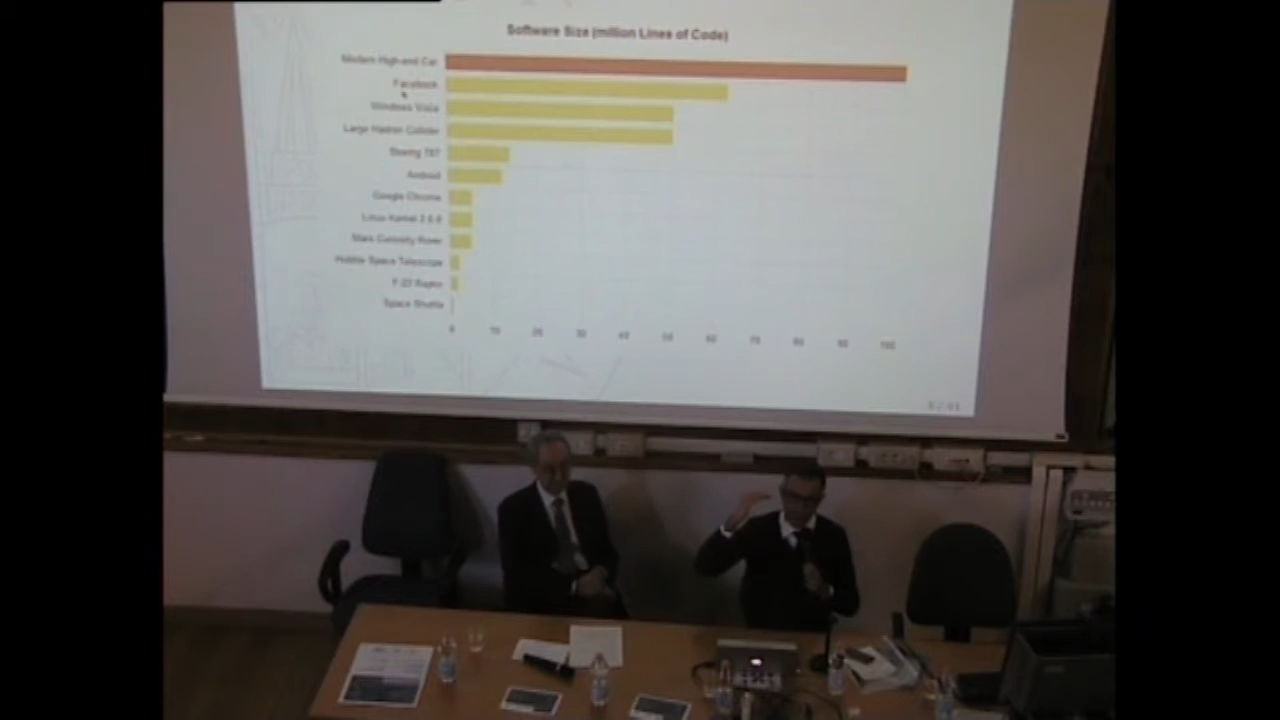 Software Size (million Lines of Code)
Modern High-end Car
Facebook
Windows Vista
Large Hadron Collider
Boeing 787
Android
Google Chrome
Linux Kernel 2.6.0
Mars Curiosity Rover
Hubble Space Telescope
F-22 Raptor
Space Shuttle
0 10 20 30 40 50 60 70 80 90 100